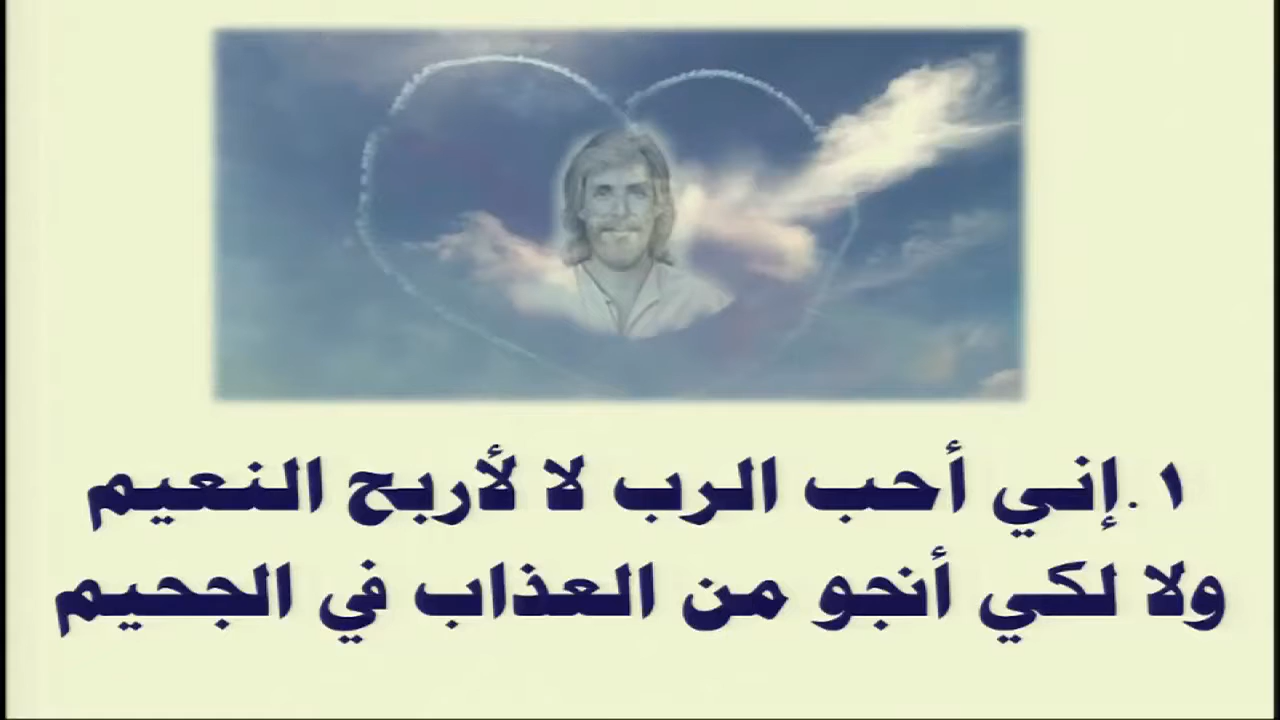 ١.إني أحب الرب لا لأربح النعيم
ولا لكي أنجو من العذاب في الجحيم